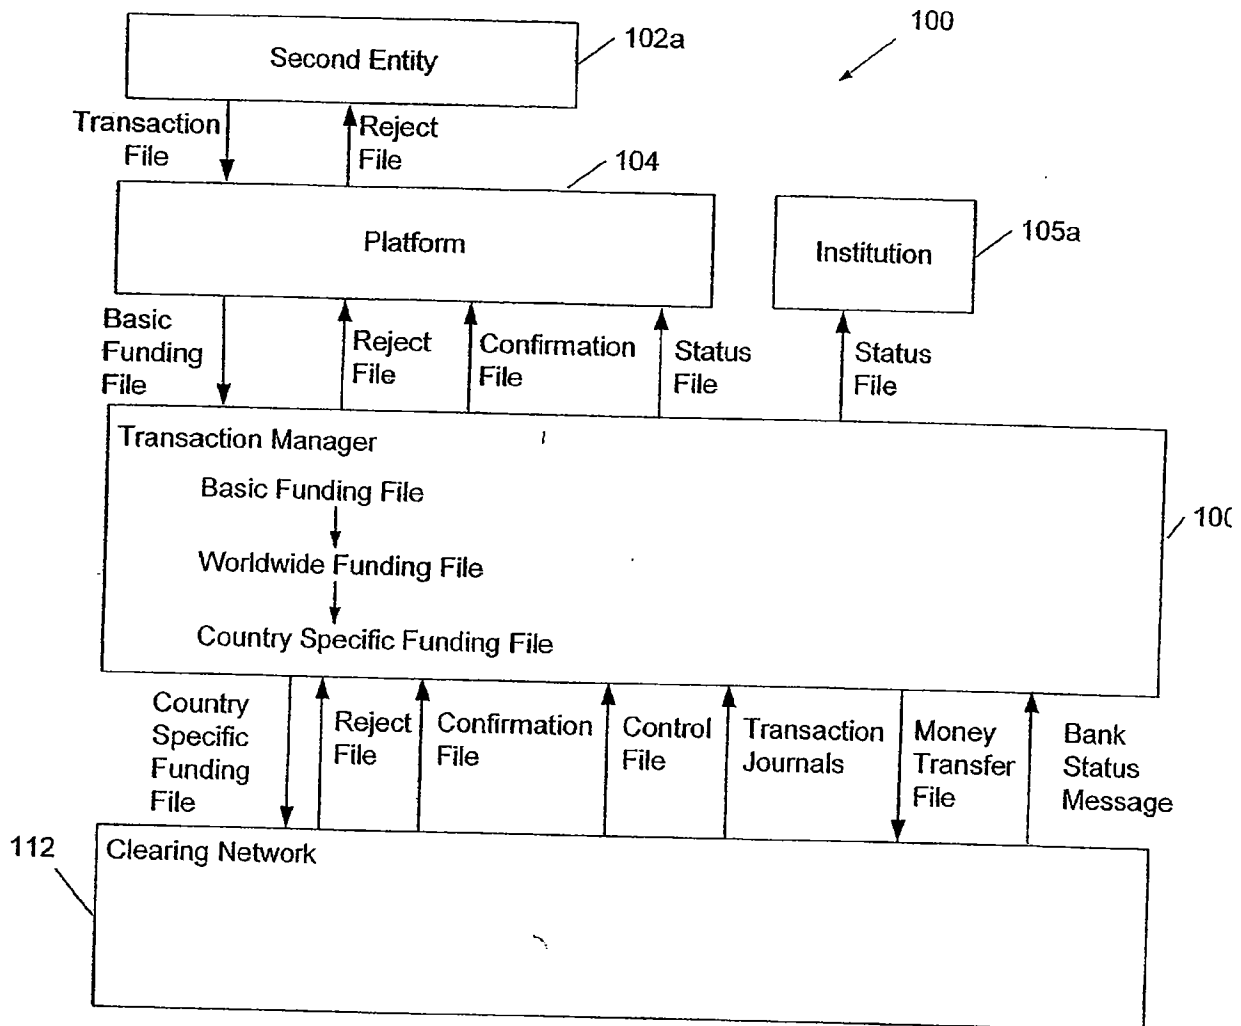 100
Second Entity
102a
Transaction
File
Reject
File
104
Platform
Institution
105a
Basic
Funding
File
Reject
File
Confirmation
File
Status
File
Status
File
Transaction Manager
Basic Funding File
Worldwide Funding File
Country Specific Funding File
Country
Specific
Funding
File
Reject
File
Confirmation
File
Control
File
Transaction
Journals
Money
Transfer
File
Bank
Status
Message
112
Clearing Network